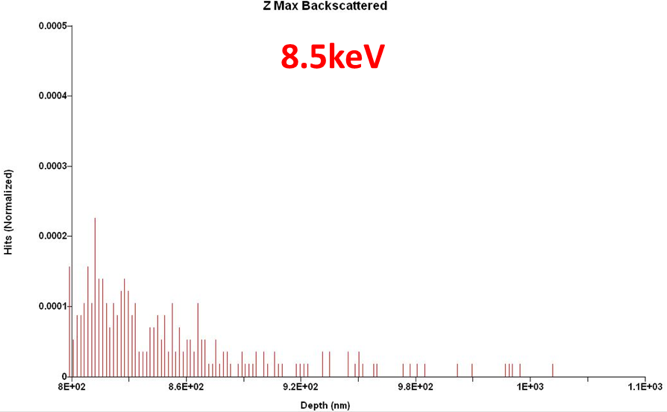 Z Max Backscattered
8.5keV
Hits (Normalized)
0.0005
0.0004
0.0003
0.0002
0.0001
0
8E+02 8.6E+02 9.2E+02 9.8E+02 1E+03 1.1E+03
Depth (nm)